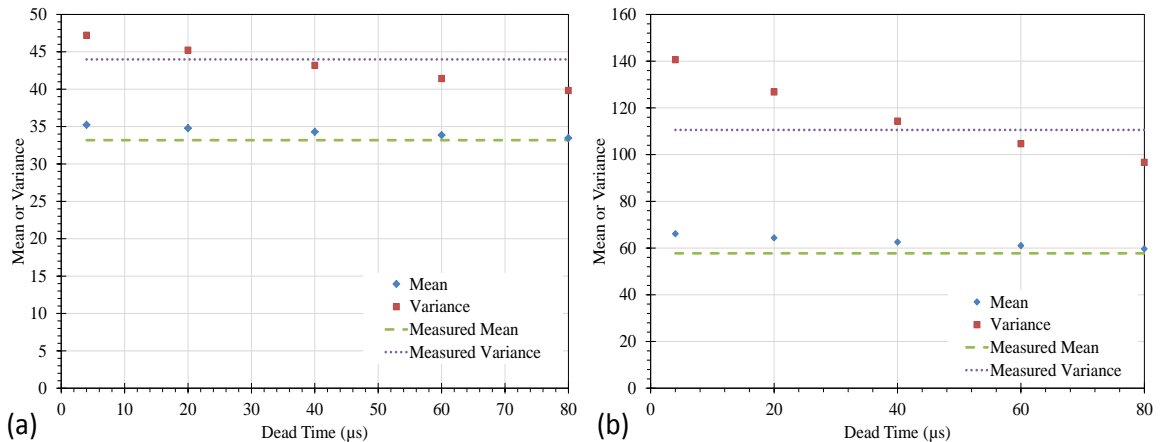 50
45
40
35
30
25
20
15
10
5
0
Mean or Variance
0 10 20 30 40 50 60 70 80
Dead Time (µs)
Mean
Variance
Measured Mean
Measured Variance
(a)
160
140
120
100
80
60
40
20
0
Mean or Variance
0 20 40 60 80
Dead Time (µs)
Mean
Variance
Measured Mean
Measured Variance
(b)